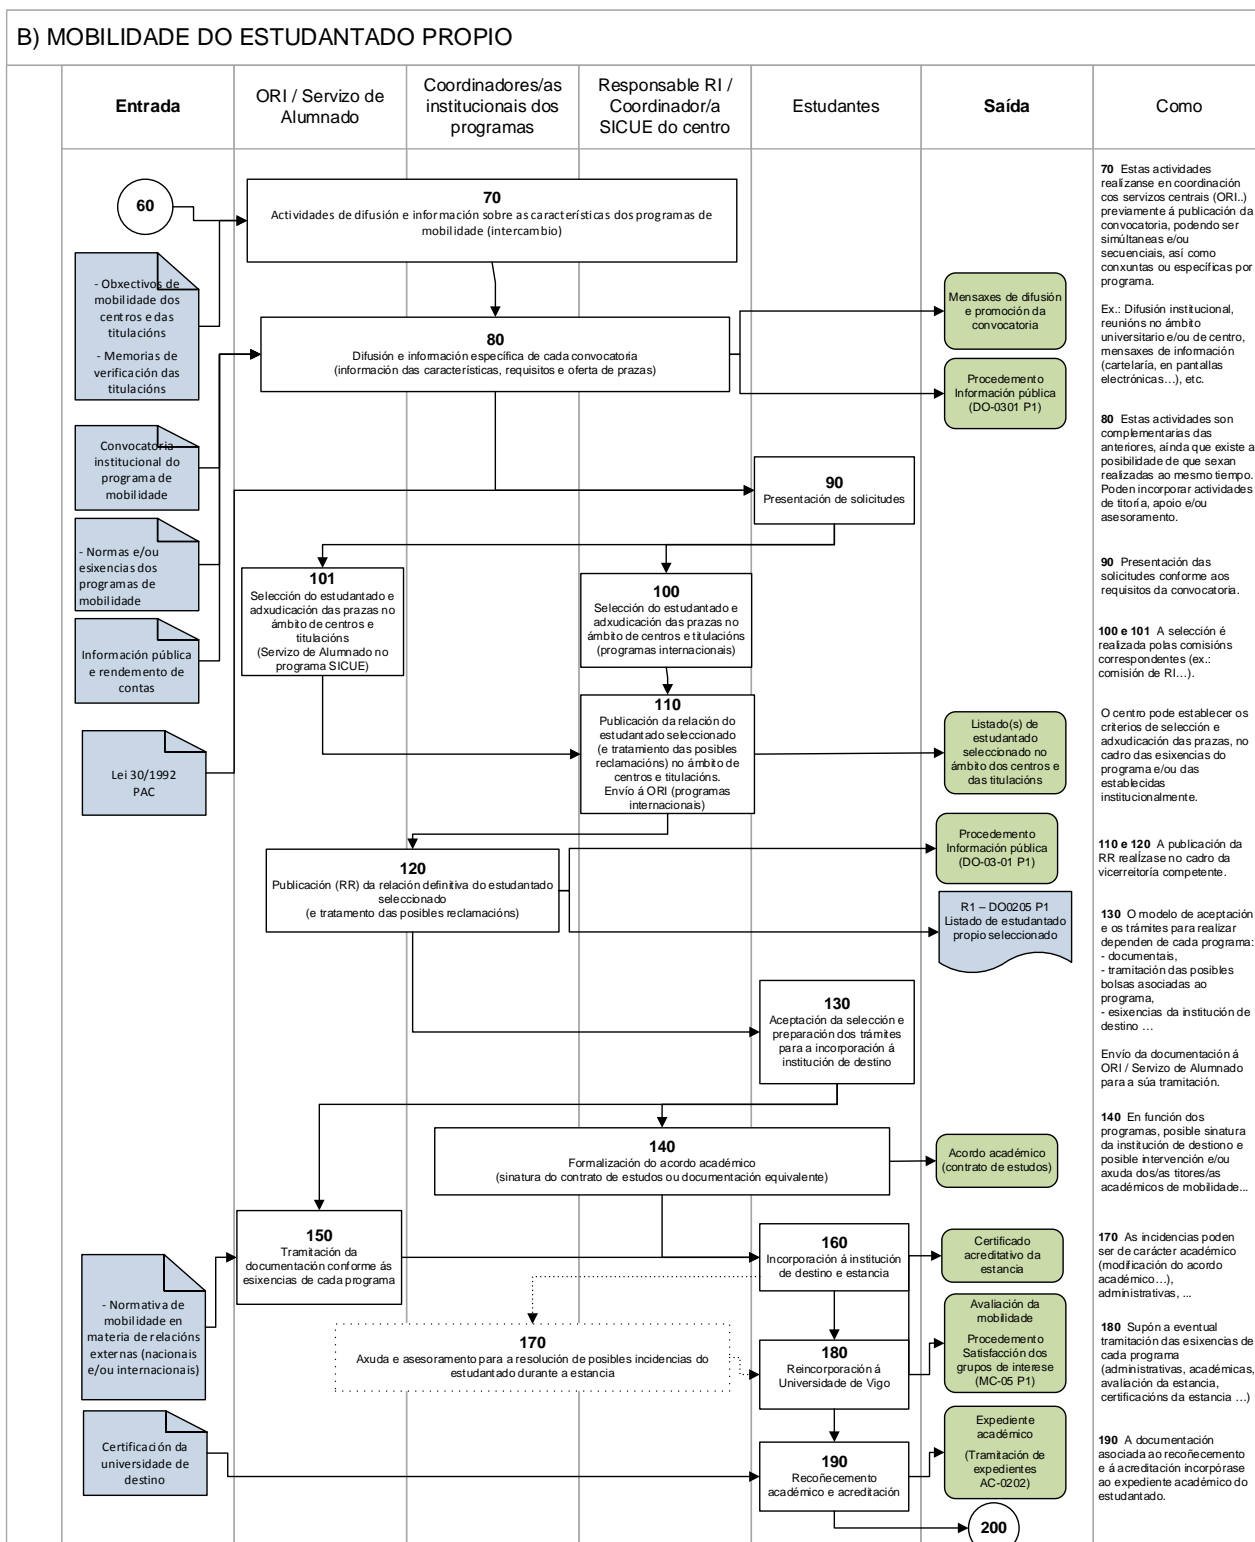 B) MOBILIDADE DO ESTUDANTADO PROPIO
Entrada
ORI / Servizo de
Alumnado
Coordinadores/as
institucionais dos
programas
Responsable RI /
Coordinador/a
SICUE do centro
Estudantes
Saída
Como
60
- Obxectivos de
mobilidade dos
centros e das
titulacións
- Memorias de
verificación das
titulacións
Convocatoria
institucional do
programa de
mobilidade
- Normas e/ou
esixencias dos
programas de
mobilidade
Información pública
e rendemento de
contas
Lei 30/1992
PAC
- Normativa de
mobilidade en
materia de relacións
externas (nacionais
e/ou internacionais)
Certificación da
universidade de
destino
70
Actividades de difusión e información sobre as características dos programas de
mobilidade (intercambio)
80
Difusión e información específica de cada convocatoria
(información das características, requisitos e oferta de prazas)
90
Presentación de solicitudes
101
Selección do estudantado e
adxudicación das prazas no
ámbito de centros e
titulacións
(Servizo de Alumnado no
programa SICUE)
100
Selección do estudantado e
adxudicación das prazas no
ámbito de centros e titulacións
(programas internacionais)
110
Publicación da relación do
estudantado seleccionado
(e tratamiento das posibles
reclamacións) no ámbito de
centros e titulacións.
Envío á ORI (programas
internacionais)
120
Publicación (RR) da relación definitiva do estudantado
seleccionado
(e tratamento das posibles reclamacións)
130
Aceptación da selección e
preparación dos trámites
para a incorporación á
institución de destino
140
Formalización do acordo académico
(sinatura do contrato de estudos ou documentación equivalente)
150
Tramitación da
documentación conforme ás
esixencias de cada programa
160
Incorporación á institución
de destino e estancia
170
Axuda e asesoramento para a resolución de posibles incidencias do
estudantado durante a estancia
180
Reincorporación á
Universidade de Vigo
190
Recoñecemento
académico e acreditación
Mensaxes de difusión
e promoción da
convocatoria
Procedemento
Información pública
(DO-0301 P1)
Listado(s) de
estudantado
seleccionado no
ámbito dos centros e
das titulacións
Procedemento
Información pública
(DO-03-01 P1)
R1 – DO0205 P1
Listado de estudantado
propio seleccionado
Acordo académico
(contrato de estudos)
Certificado
acreditativo da
estancia
Avaliación da
mobilidade
Procedemento
Satisfacción dos
grupos de interese
(MC-05 P1)
Expediente
académico
(Tramitación de
expedientes
AC-0202)
200
70 Estas actividades
realízanse en coordinación
cos servizos centrais (ORI..)
previamente á publicación da
convocatoria, podendo ser
simúltaneas e/ou
secuenciais, así como
conxuntas ou específicas por
programa.
Ex.: Difusión institucional,
reunións no ámbito
universitario e/ou de centro,
mensaxes de información
(cartelaría, en pantallas
electrónicas…), etc.
80 Estas actividades son
complementarias das
anteriores, aínda que existe a
posibilidade de que sexan
realizadas ao mesmo tiempo.
Poden incorporar actividades
de titoría, apoio e/ou
asesoramento.
90 Presentación das
solicitudes conforme aos
requisitos da convocatoria.
100 e 101 A selección é
realizada polas comisións
correspondentes (ex.:
comisión de RI…).
O centro pode establecer os
criterios de selección e
adxudicación das prazas, no
cadro das esixencias do
programa e/ou das
establecidas
institucionalmente.
110 e 120 A publicación da
RR realÍzase no cadro da
vicerreitoría competente.
130 O modelo de aceptación
e os trámites para realizar
dependen de cada programa:
- documentais,
- tramitación das posibles
bolsas asociadas ao
programa,
- esixencias da institución de
destino …
Envío da documentación á
ORI / Servizo de Alumnado
para a súa tramitación.
140 En función dos
programas, posible sinatura
da institución de destiono e
posible intervención e/ou
axuda dos/as titores/as
académicos de mobilidade...
170 As incidencias poden
ser de carácter académico
(modificación do acordo
académico…),
administrativas, ...
180 Supón a eventual
tramitación das esixencias de
cada programa
(administrativas, académicas,
avaliación da estancia,
certificacións da estancia …)
190 A documentación
asociada ao recoñecemento
e á acreditación incorpórase
ao expediente académico do
estudantado.